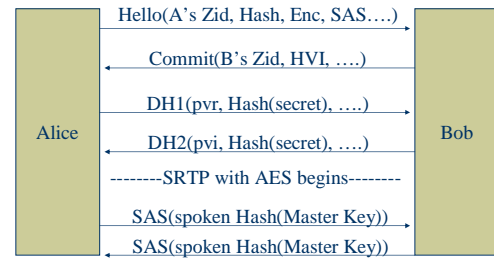 Hello(A’s Zid, Hash, Enc, SAS….)
Commit(B’s Zid, HVI, ….)
DH1(pvr, Hash(secret), ….)
Alice
Bob
DH2(pvi, Hash(secret), ….)
--------SRTP with AES begins--------
SAS(spoken Hash(Master Key))
SAS(spoken Hash(Master Key))